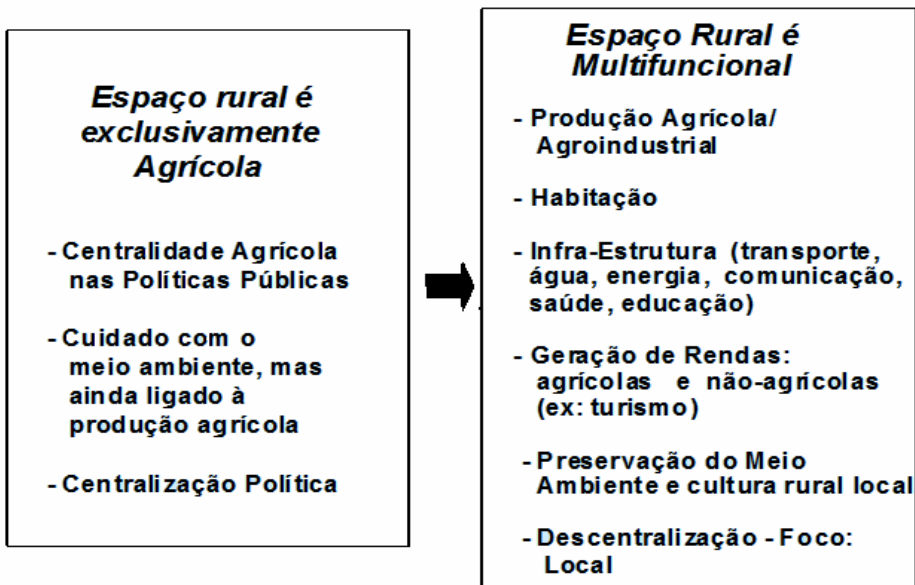 Espaço rural é
exclusivamente
Agrícola
- Centralidade Agrícola
nas Políticas Públicas
- Cuidado com o
meio ambiente, mas
ainda ligado à
produção agrícola
- Centralização Política
Espaço Rural é
Multifuncional
- Produção Agrícola/
Agroindustrial
- Habitação
- Infra-Estrutura (transporte,
água, energia, comunicação,
saúde, educação)
- Geração de Rendas:
agrícolas e não-agrícolas
(ex: turismo)
- Preservação do Meio
Ambiente e cultura rural local
- Descentralização - Foco:
Local